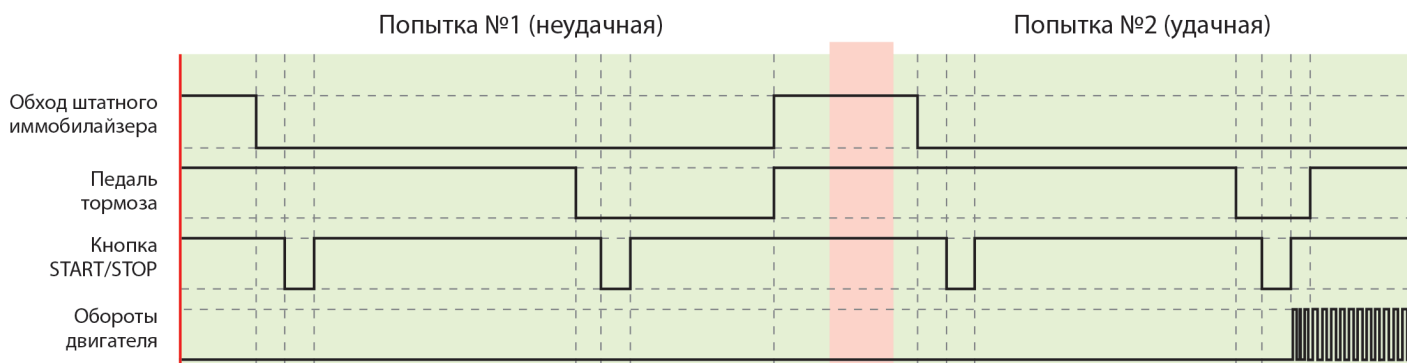 Попытка №1 (неудачная)
Попытка №2 (удачная)
Обход штатного
иммобилайзера
Педаль
тормоза
Кнопка
START/STOP
Обороты
двигателя